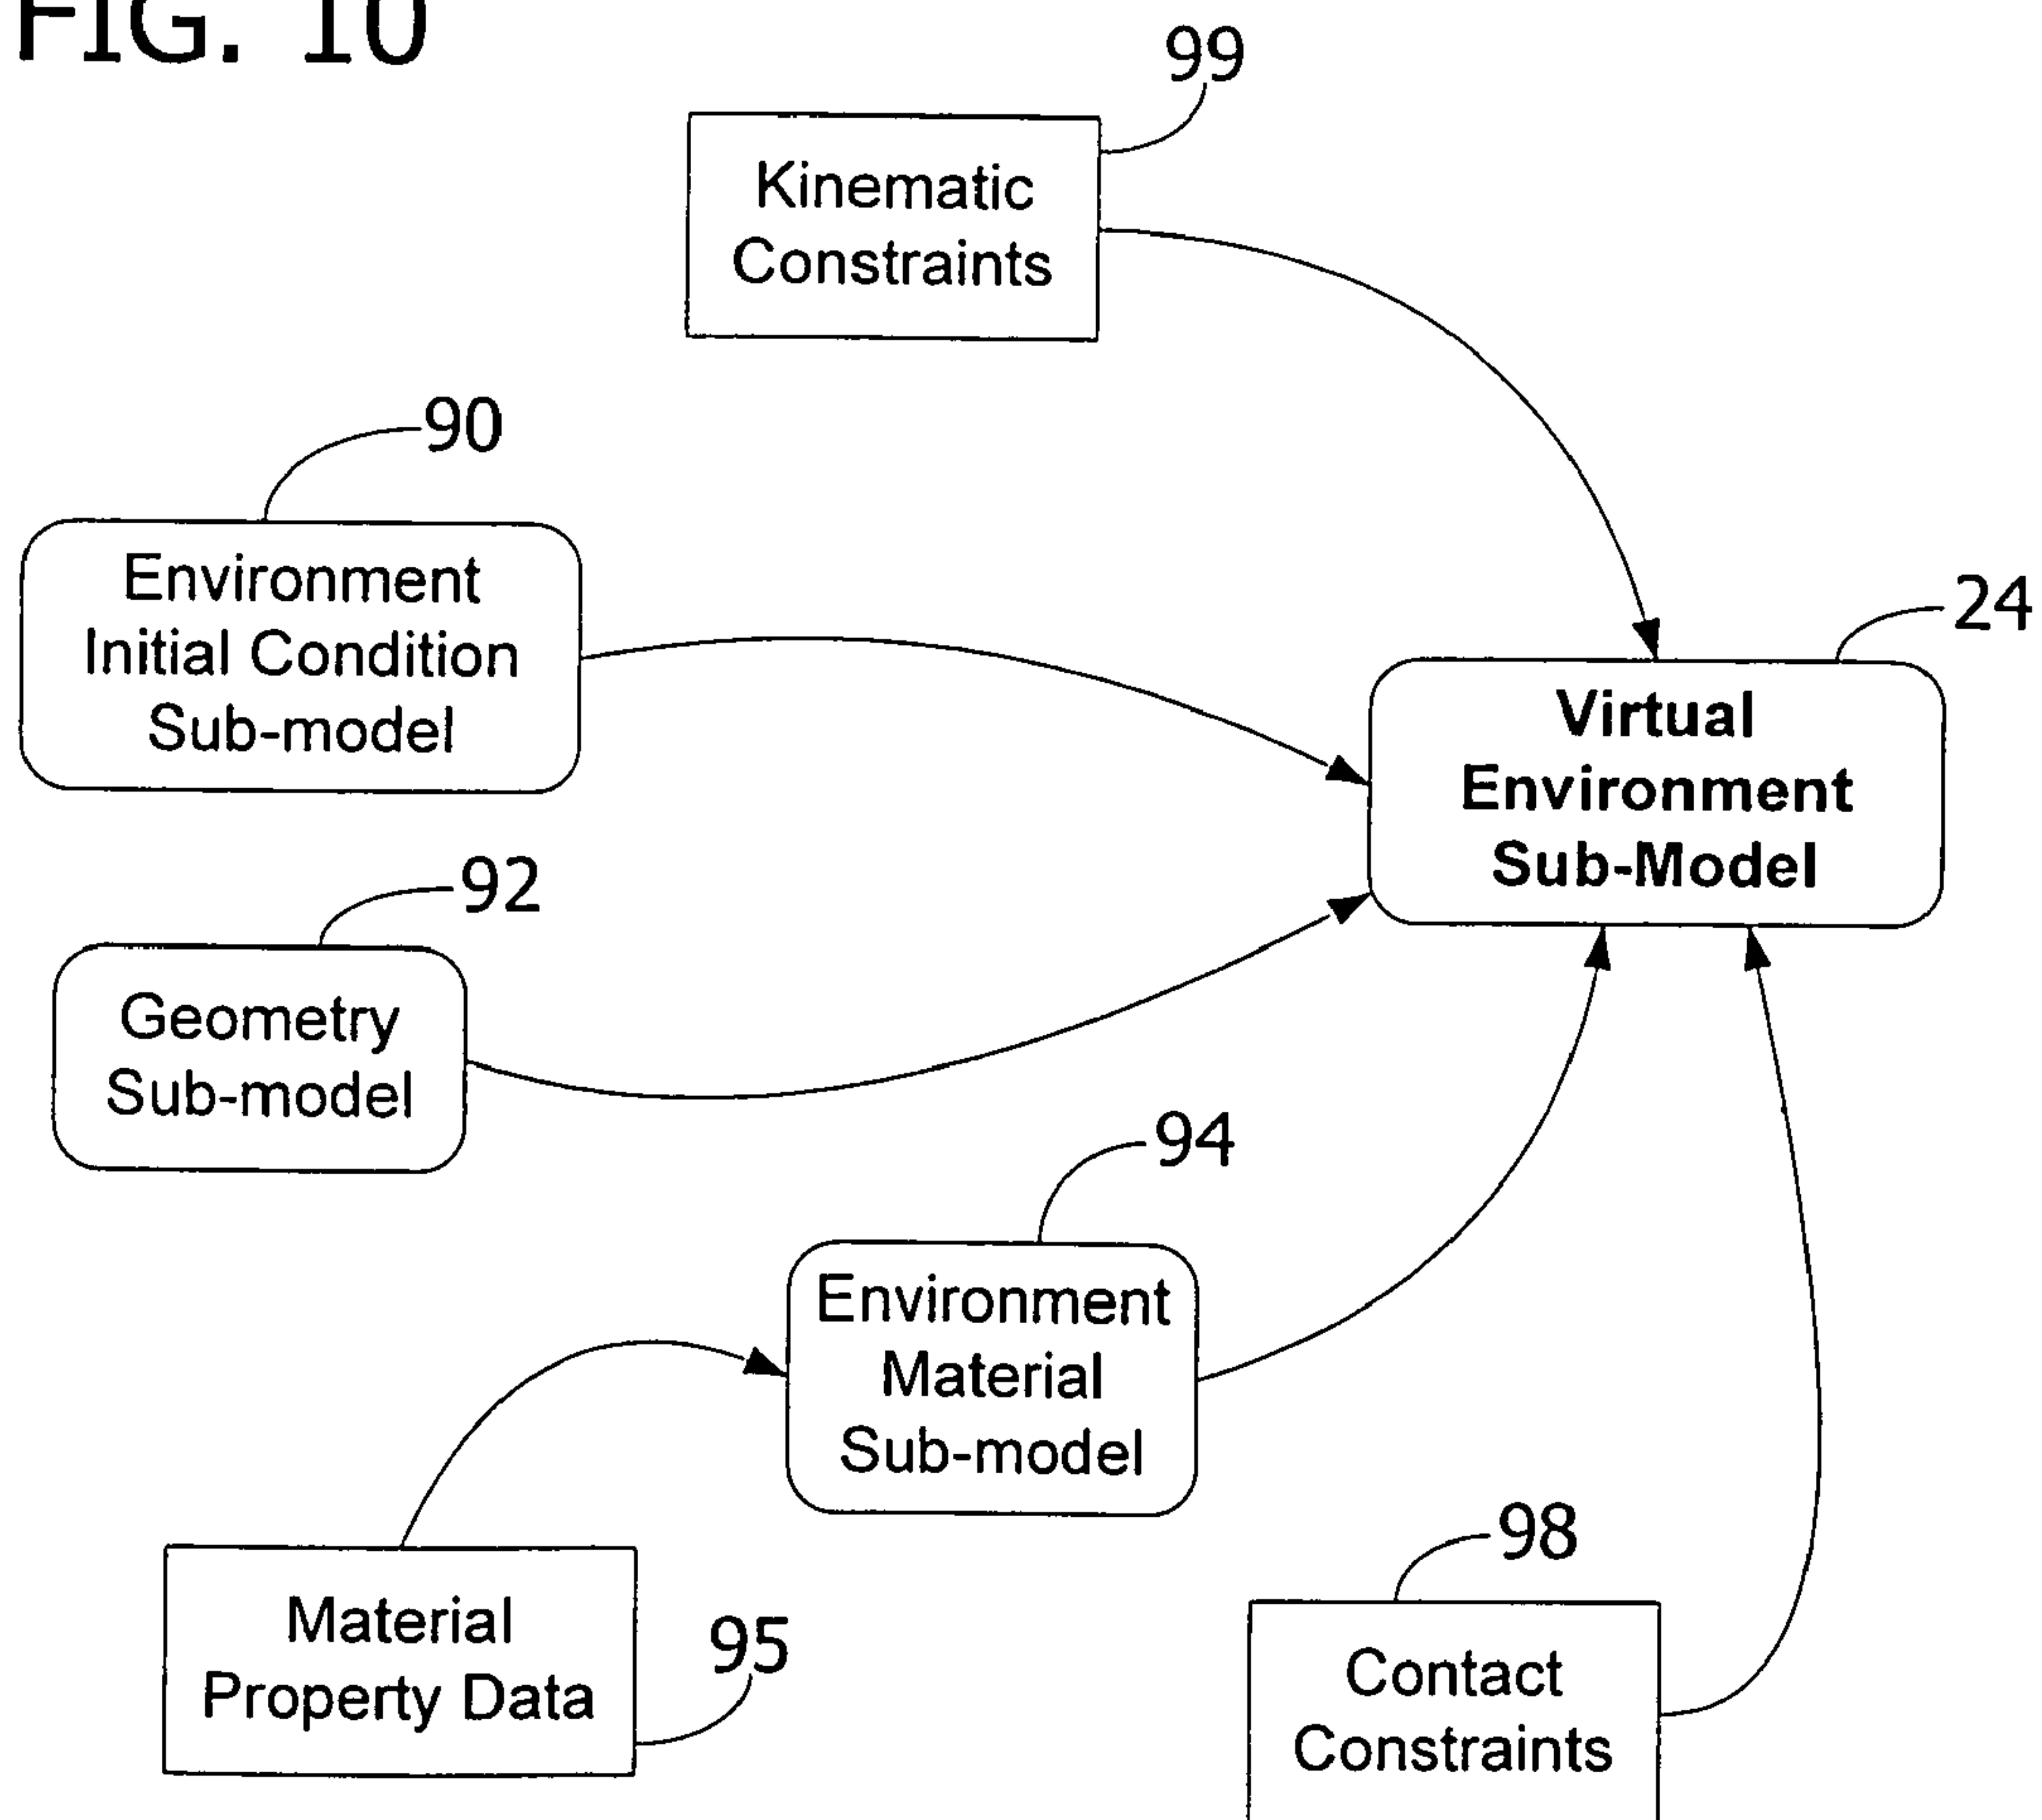 FIG. 10
99
Kinematic
Constraints
90
Environment
Initial Condition
Sub-model
24
Virtual
Environment
Sub-Model
92
Geometry
Sub-model
94
Environment
Material
Sub-model
95
Material
Property Data
98
Contact
Constraints